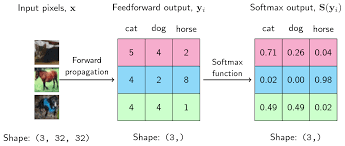 Input pixels, x
Feedforward output, yᵢ
Softmax output, S(yᵢ)
cat dog horse
cat dog horse
Forward
propagation
Softmax
function
5 4 2
4 2 8
4 4 1
0.71 0.26 0.04
0.02 0.00 0.98
0.49 0.49 0.02
Shape: (3, 32, 32)
Shape: (3,)
Shape: (3,)